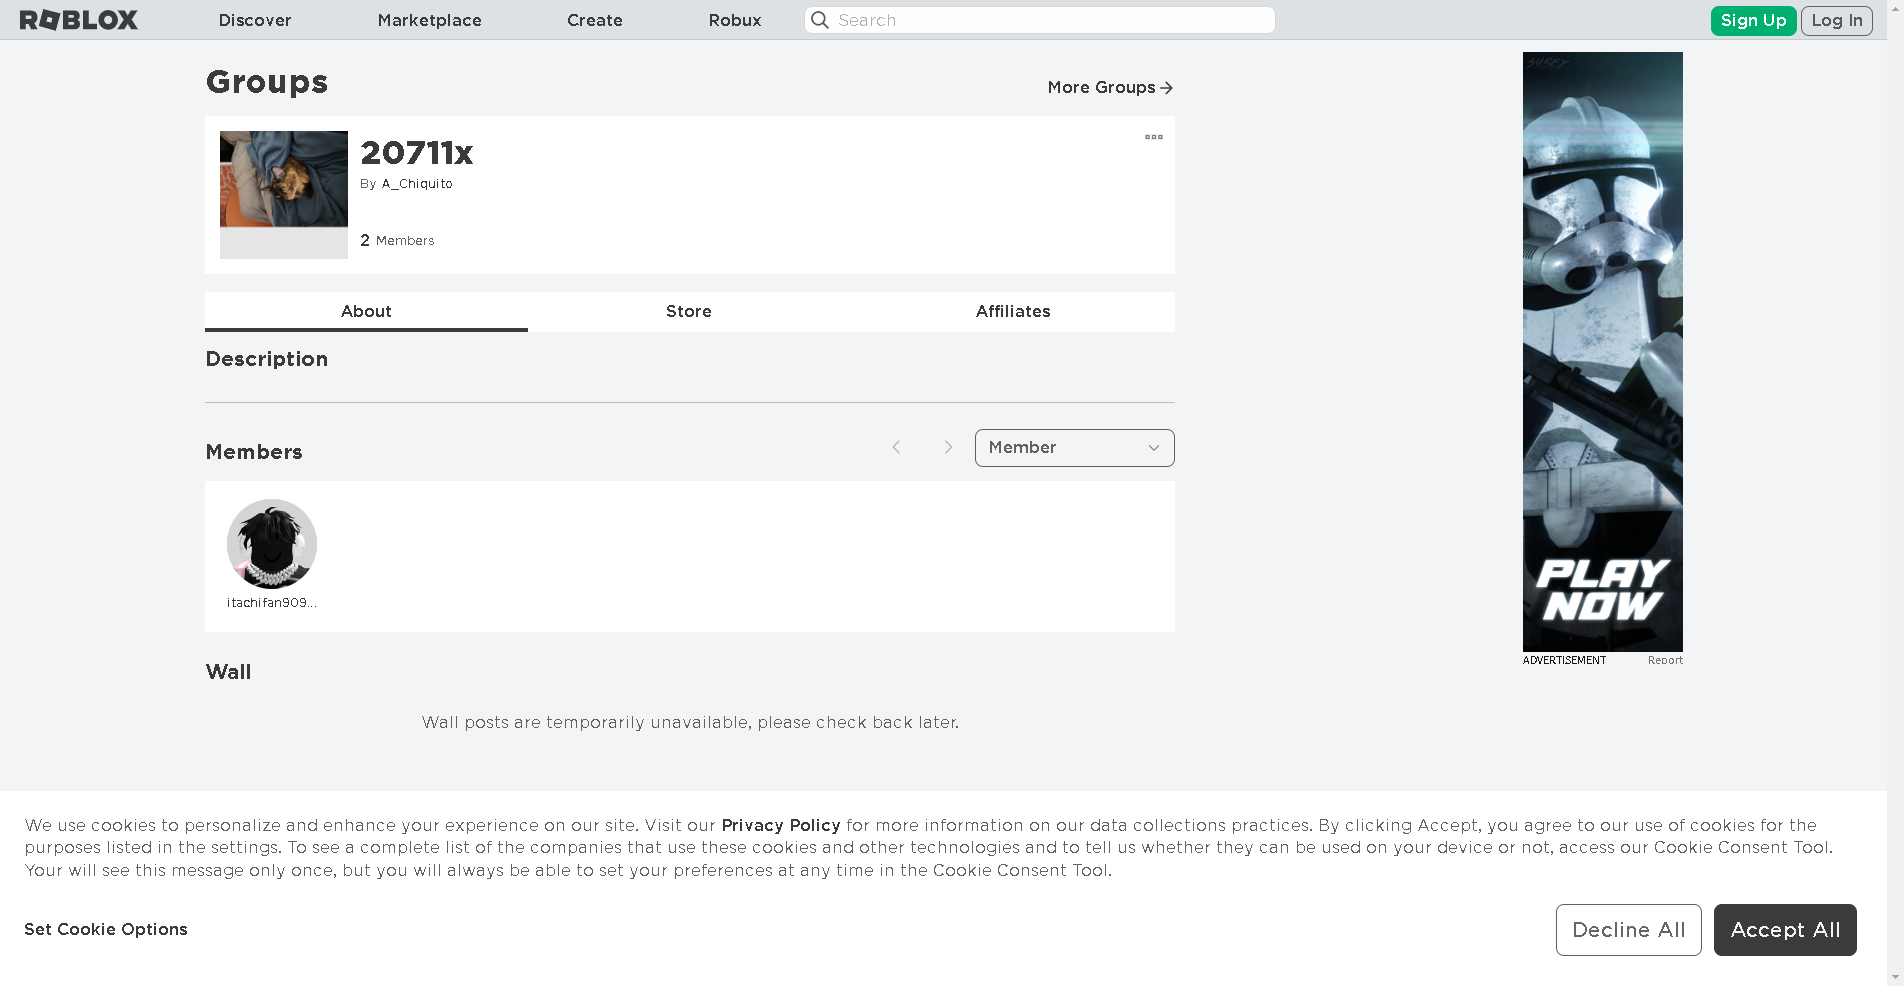 ROBLOX
Discover
Marketplace
Create
Robux
Search
Sign Up
Log In
Groups
More Groups
20711x
By A_Chiquito
2 Members
About
Store
Affiliates
Description
Members
Member
itachifan909...
Wall
Wall posts are temporarily unavailable, please check back later.
PLAY
NOW
ADVERTISEMENT
Report
We use cookies to personalize and enhance your experience on our site. Visit our Privacy Policy for more information on our data collections practices. By clicking Accept, you agree to our use of cookies for the
purposes listed in the settings. To see a complete list of the companies that use these cookies and other technologies and to tell us whether they can be used on your device or not, access our Cookie Consent Tool.
Your will see this message only once, but you will always be able to set your preferences at any time in the Cookie Consent Tool.
Set Cookie Options
Decline All
Accept All